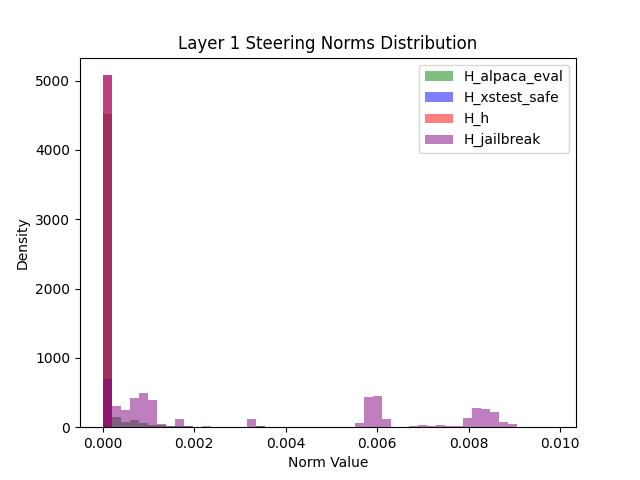 Layer 1 Steering Norms Distribution
H_alpaca_eval
H_xstest_safe
H_h
H_jailbreak
Density
5000
4000
3000
2000
1000
0
0.000 0.002 0.004 0.006 0.008 0.010
Norm Value